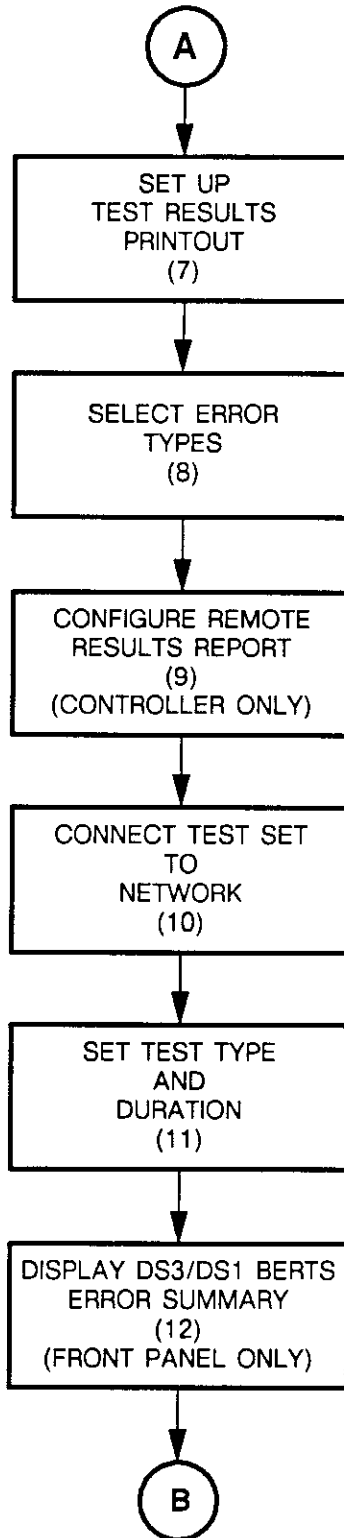 A
SET UP
TEST RESULTS
PRINTOUT
(7)
SELECT ERROR
TYPES
(8)
CONFIGURE REMOTE
RESULTS REPORT
(9)
(CONTROLLER ONLY)
CONNECT TEST SET
TO
NETWORK
(10)
SET TEST TYPE
AND
DURATION
(11)
DISPLAY DS3/DS1 BERTS
ERROR SUMMARY
(12)
(FRONT PANEL ONLY)
B